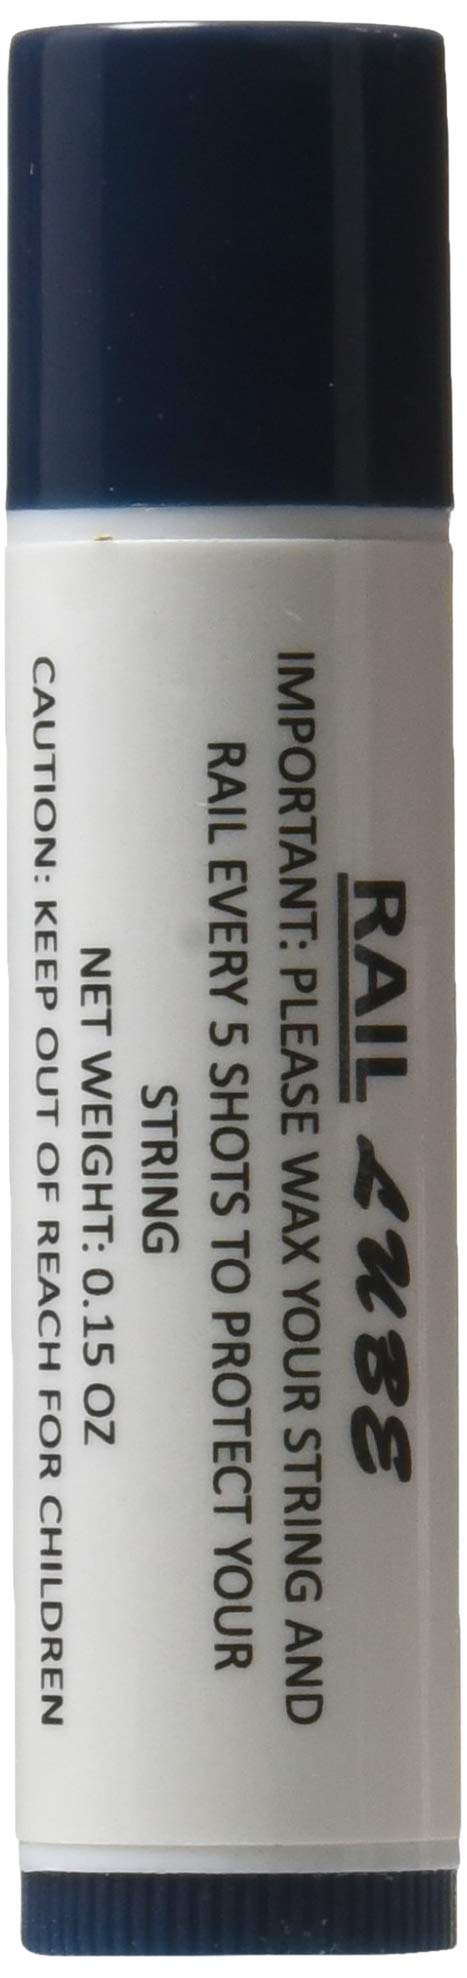 RAIL LUBE
IMPORTANT: PLEASE WAX YOUR STRING AND
RAIL EVERY 5 SHOTS TO PROTECT YOUR
STRING
NET WEIGHT: 0.15 OZ
CAUTION: KEEP OUT OF REACH FOR CHILDREN